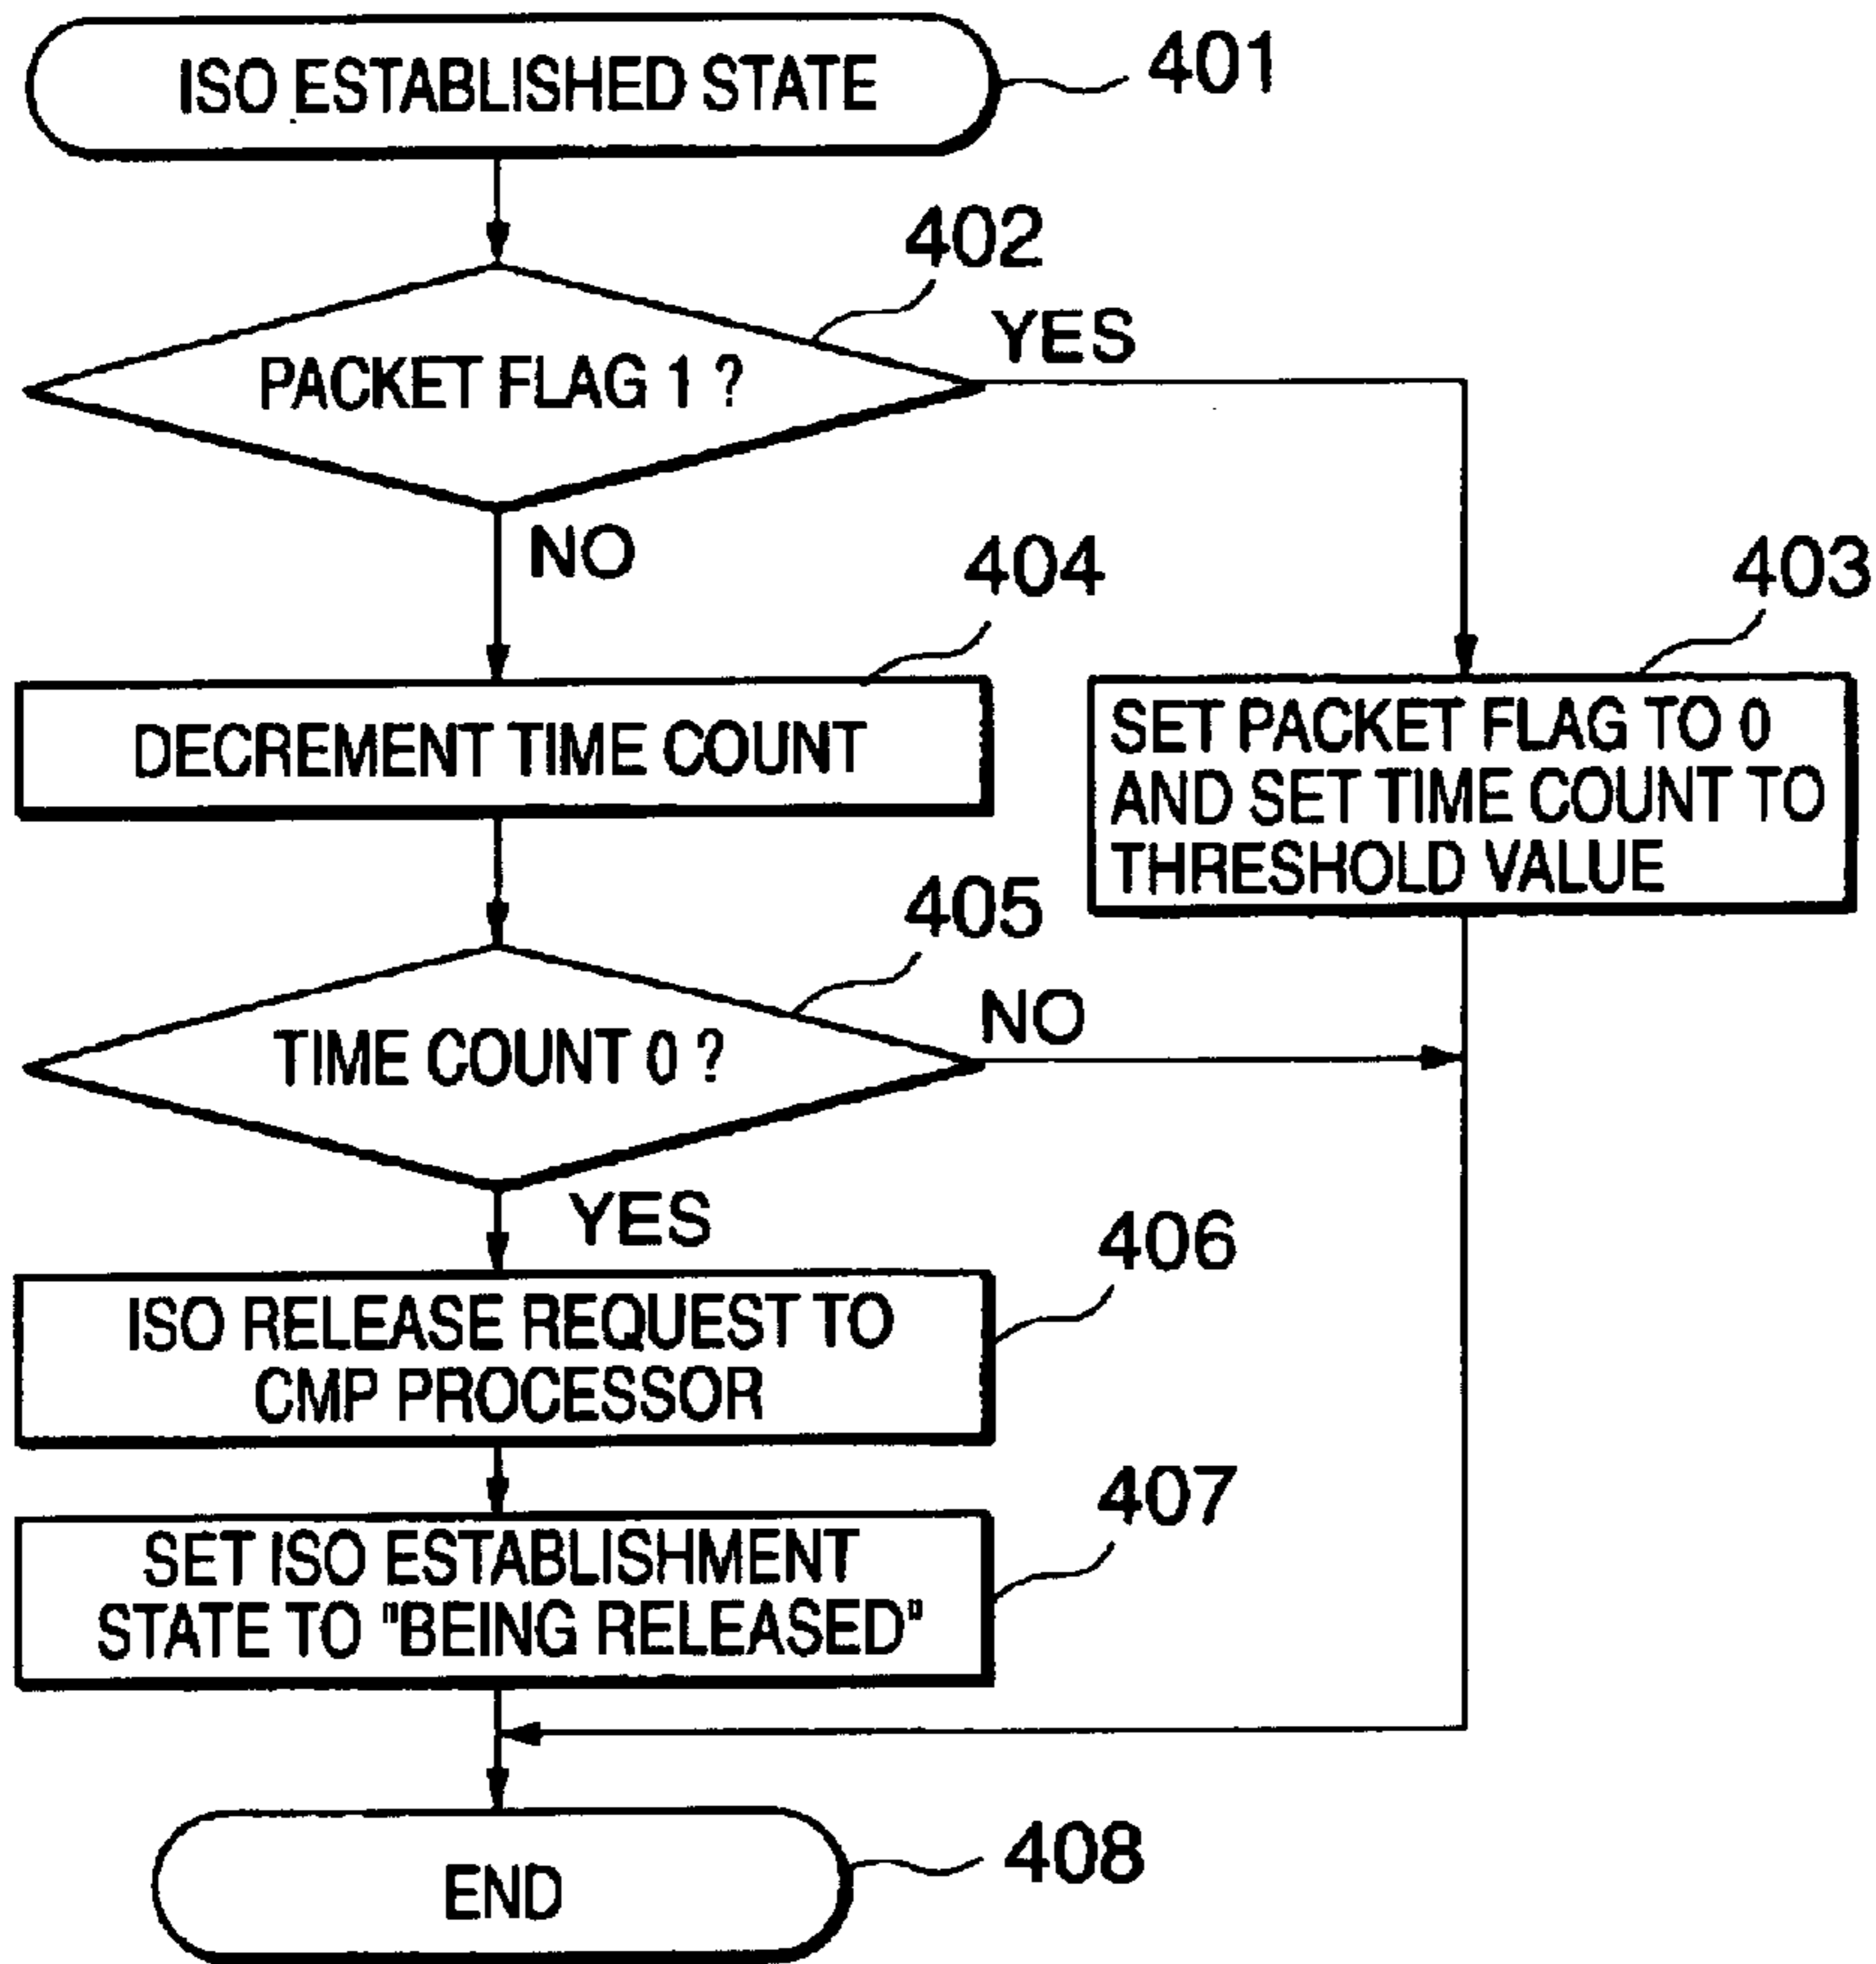 ISO ESTABLISHED STATE
401
402
PACKET FLAG 1 ?
YES
NO
404
403
DECREMENT TIME COUNT
SET PACKET FLAG TO 0
AND SET TIME COUNT TO
THRESHOLD VALUE
405
TIME COUNT 0 ?
NO
YES
406
ISO RELEASE REQUEST TO
CMP PROCESSOR
407
SET ISO ESTABLISHMENT
STATE TO "BEING RELEASED"
END
408